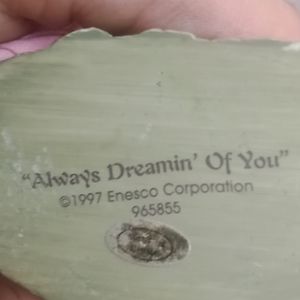 "Always Dreamin' Of You"
©1997 Enesco Corporation
965855